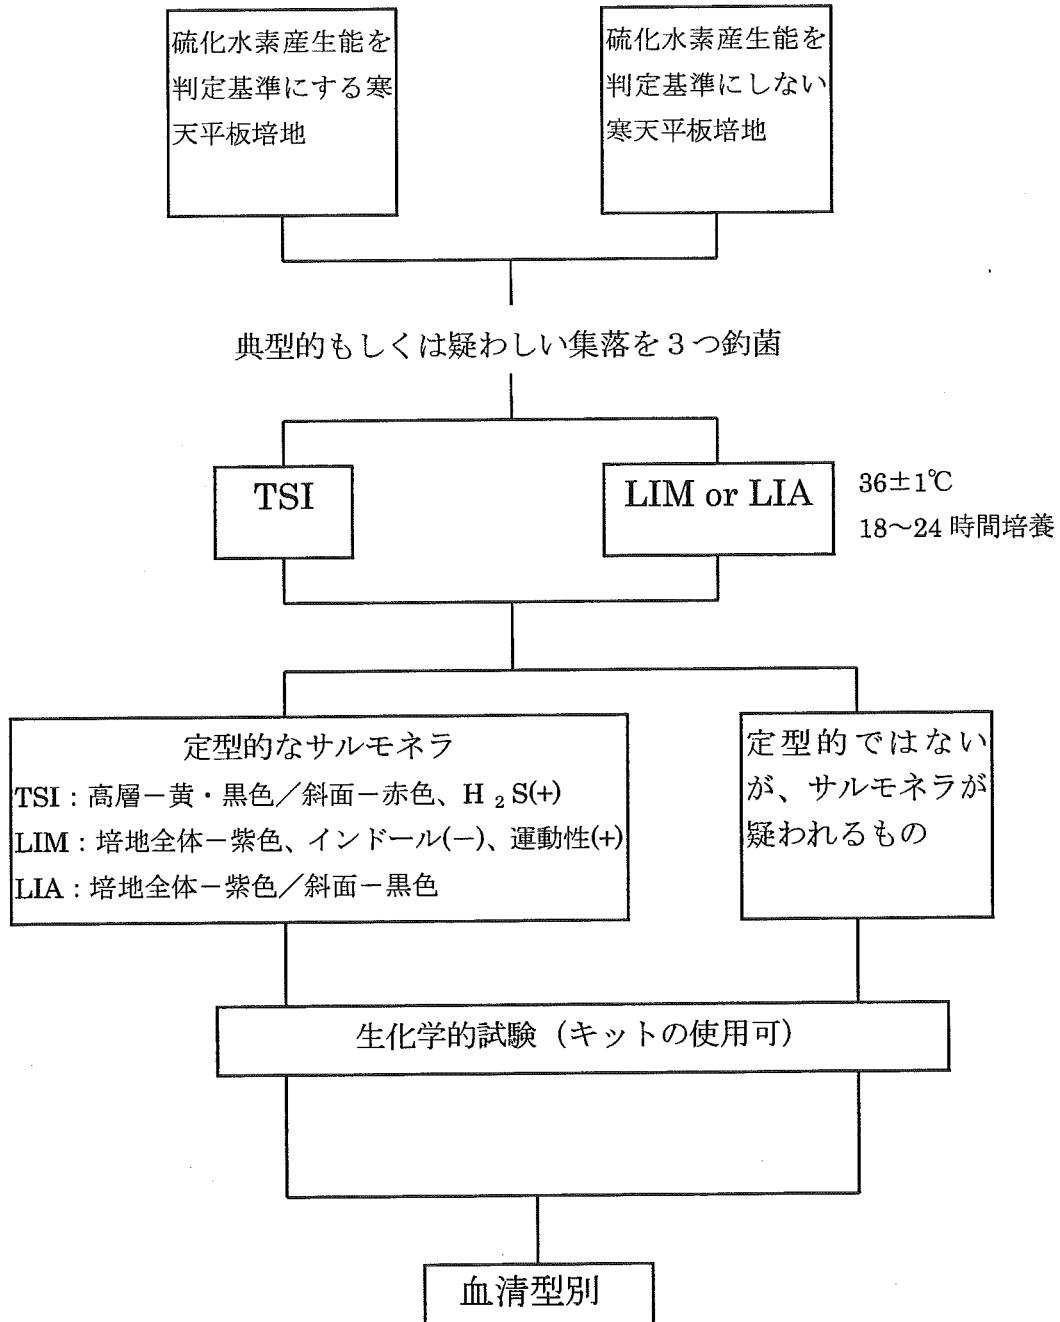 硫化水素産生能を
判定基準にする寒
天平板培地
硫化水素産生能を
判定基準にしない
寒天平板培地
典型的もしくは疑わしい集落を３つ釣菌
TSI
LIM or LIA
36±1℃
18～24 時間培養
定型的なサルモネラ
TSI：高層－黄・黒色／斜面－赤色、H₂S(+)
LIM：培地全体－紫色、インドール(－)、運動性(+)
LIA：培地全体－紫色／斜面－黒色
定型的ではない
が、サルモネラが
疑われるもの
生化学的試験（キットの使用可）
血清型別